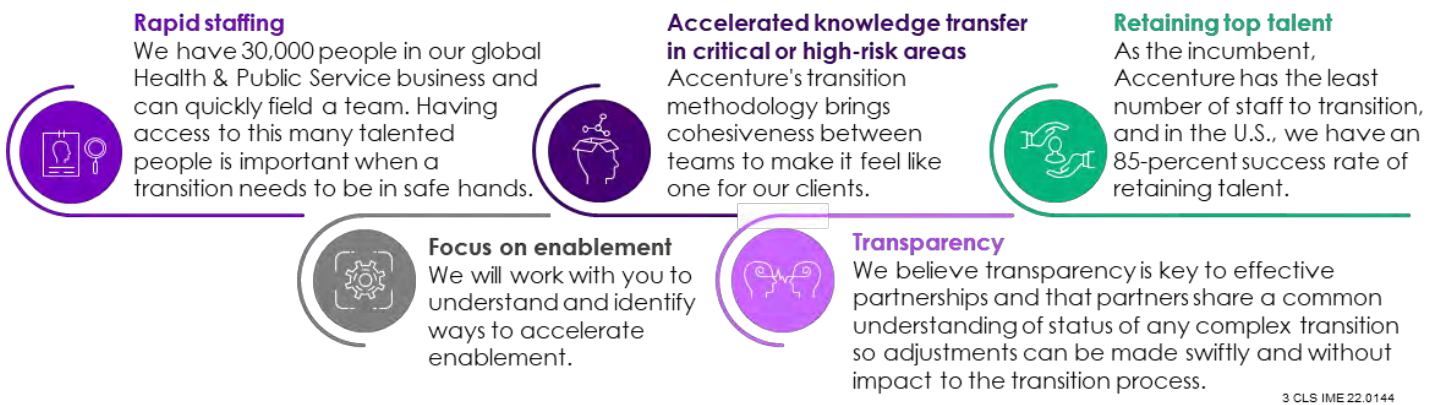 Rapid staffing
We have 30,000 people in our global
Health & Public Service business and
can quickly field a team. Having
access to this many talented
people is important when a
transition needs to be in safe hands.
Accelerated knowledge transfer
in critical or high-risk areas
Accenture's transition
methodology brings
cohesiveness between
teams to make it feel like
one for our clients.
Retaining top talent
As the incumbent,
Accenture has the least
number of staff to transition,
and in the U.S., we have an
85-percent success rate of
retaining talent.
Focus on enablement
We will work with you to
understand and identify
ways to accelerate
enablement.
Transparency
We believe transparency is key to effective
partnerships and that partners share a common
understanding of status of any complex transition
so adjustments can be made swiftly and without
impact to the transition process.
3 CLS IME 22.0144